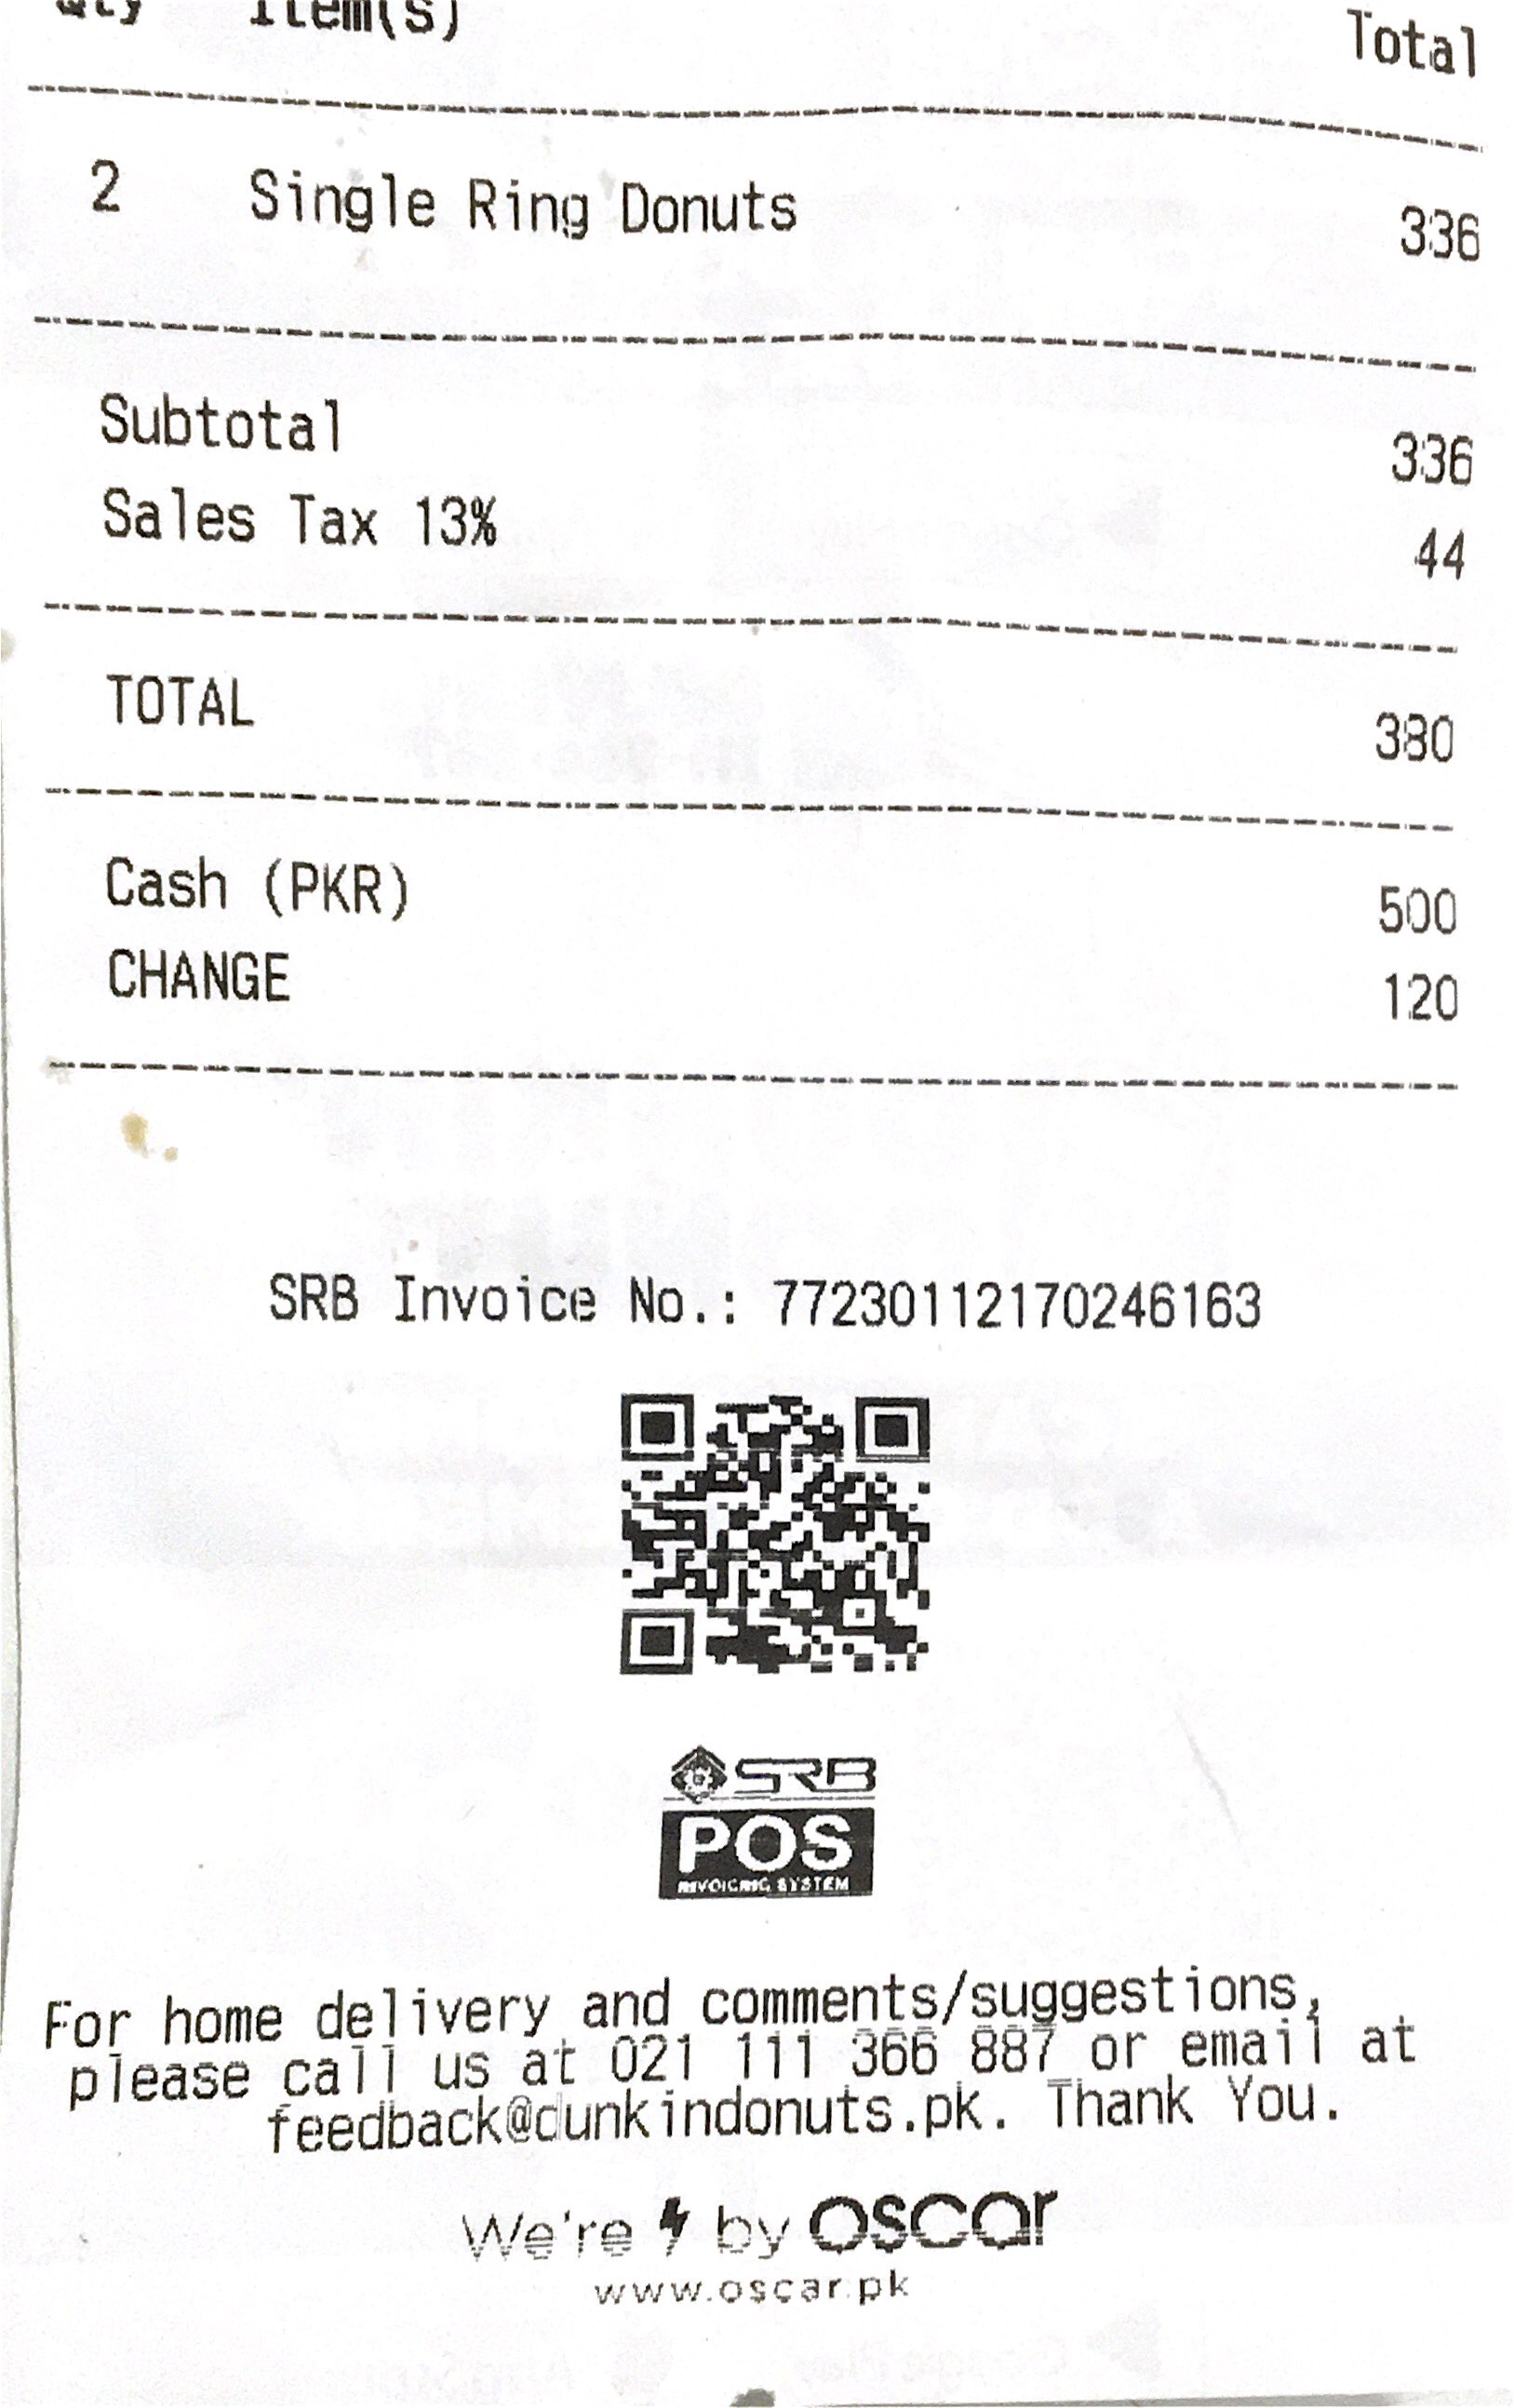 Qty Item(s) Total
2 Single Ring Donuts 336
Subtotal 336
Sales Tax 13% 44
TOTAL 380
Cash (PKR) 500
CHANGE 120
SRB Invoice No.: 77230112170246163
SRB
POS
INVOICING SYSTEM
For home delivery and comments/suggestions,
please call us at 021 111 366 887 or email at
feedback@dunkindonuts.pk. Thank You.
We're by oscar
www.oscar.pk